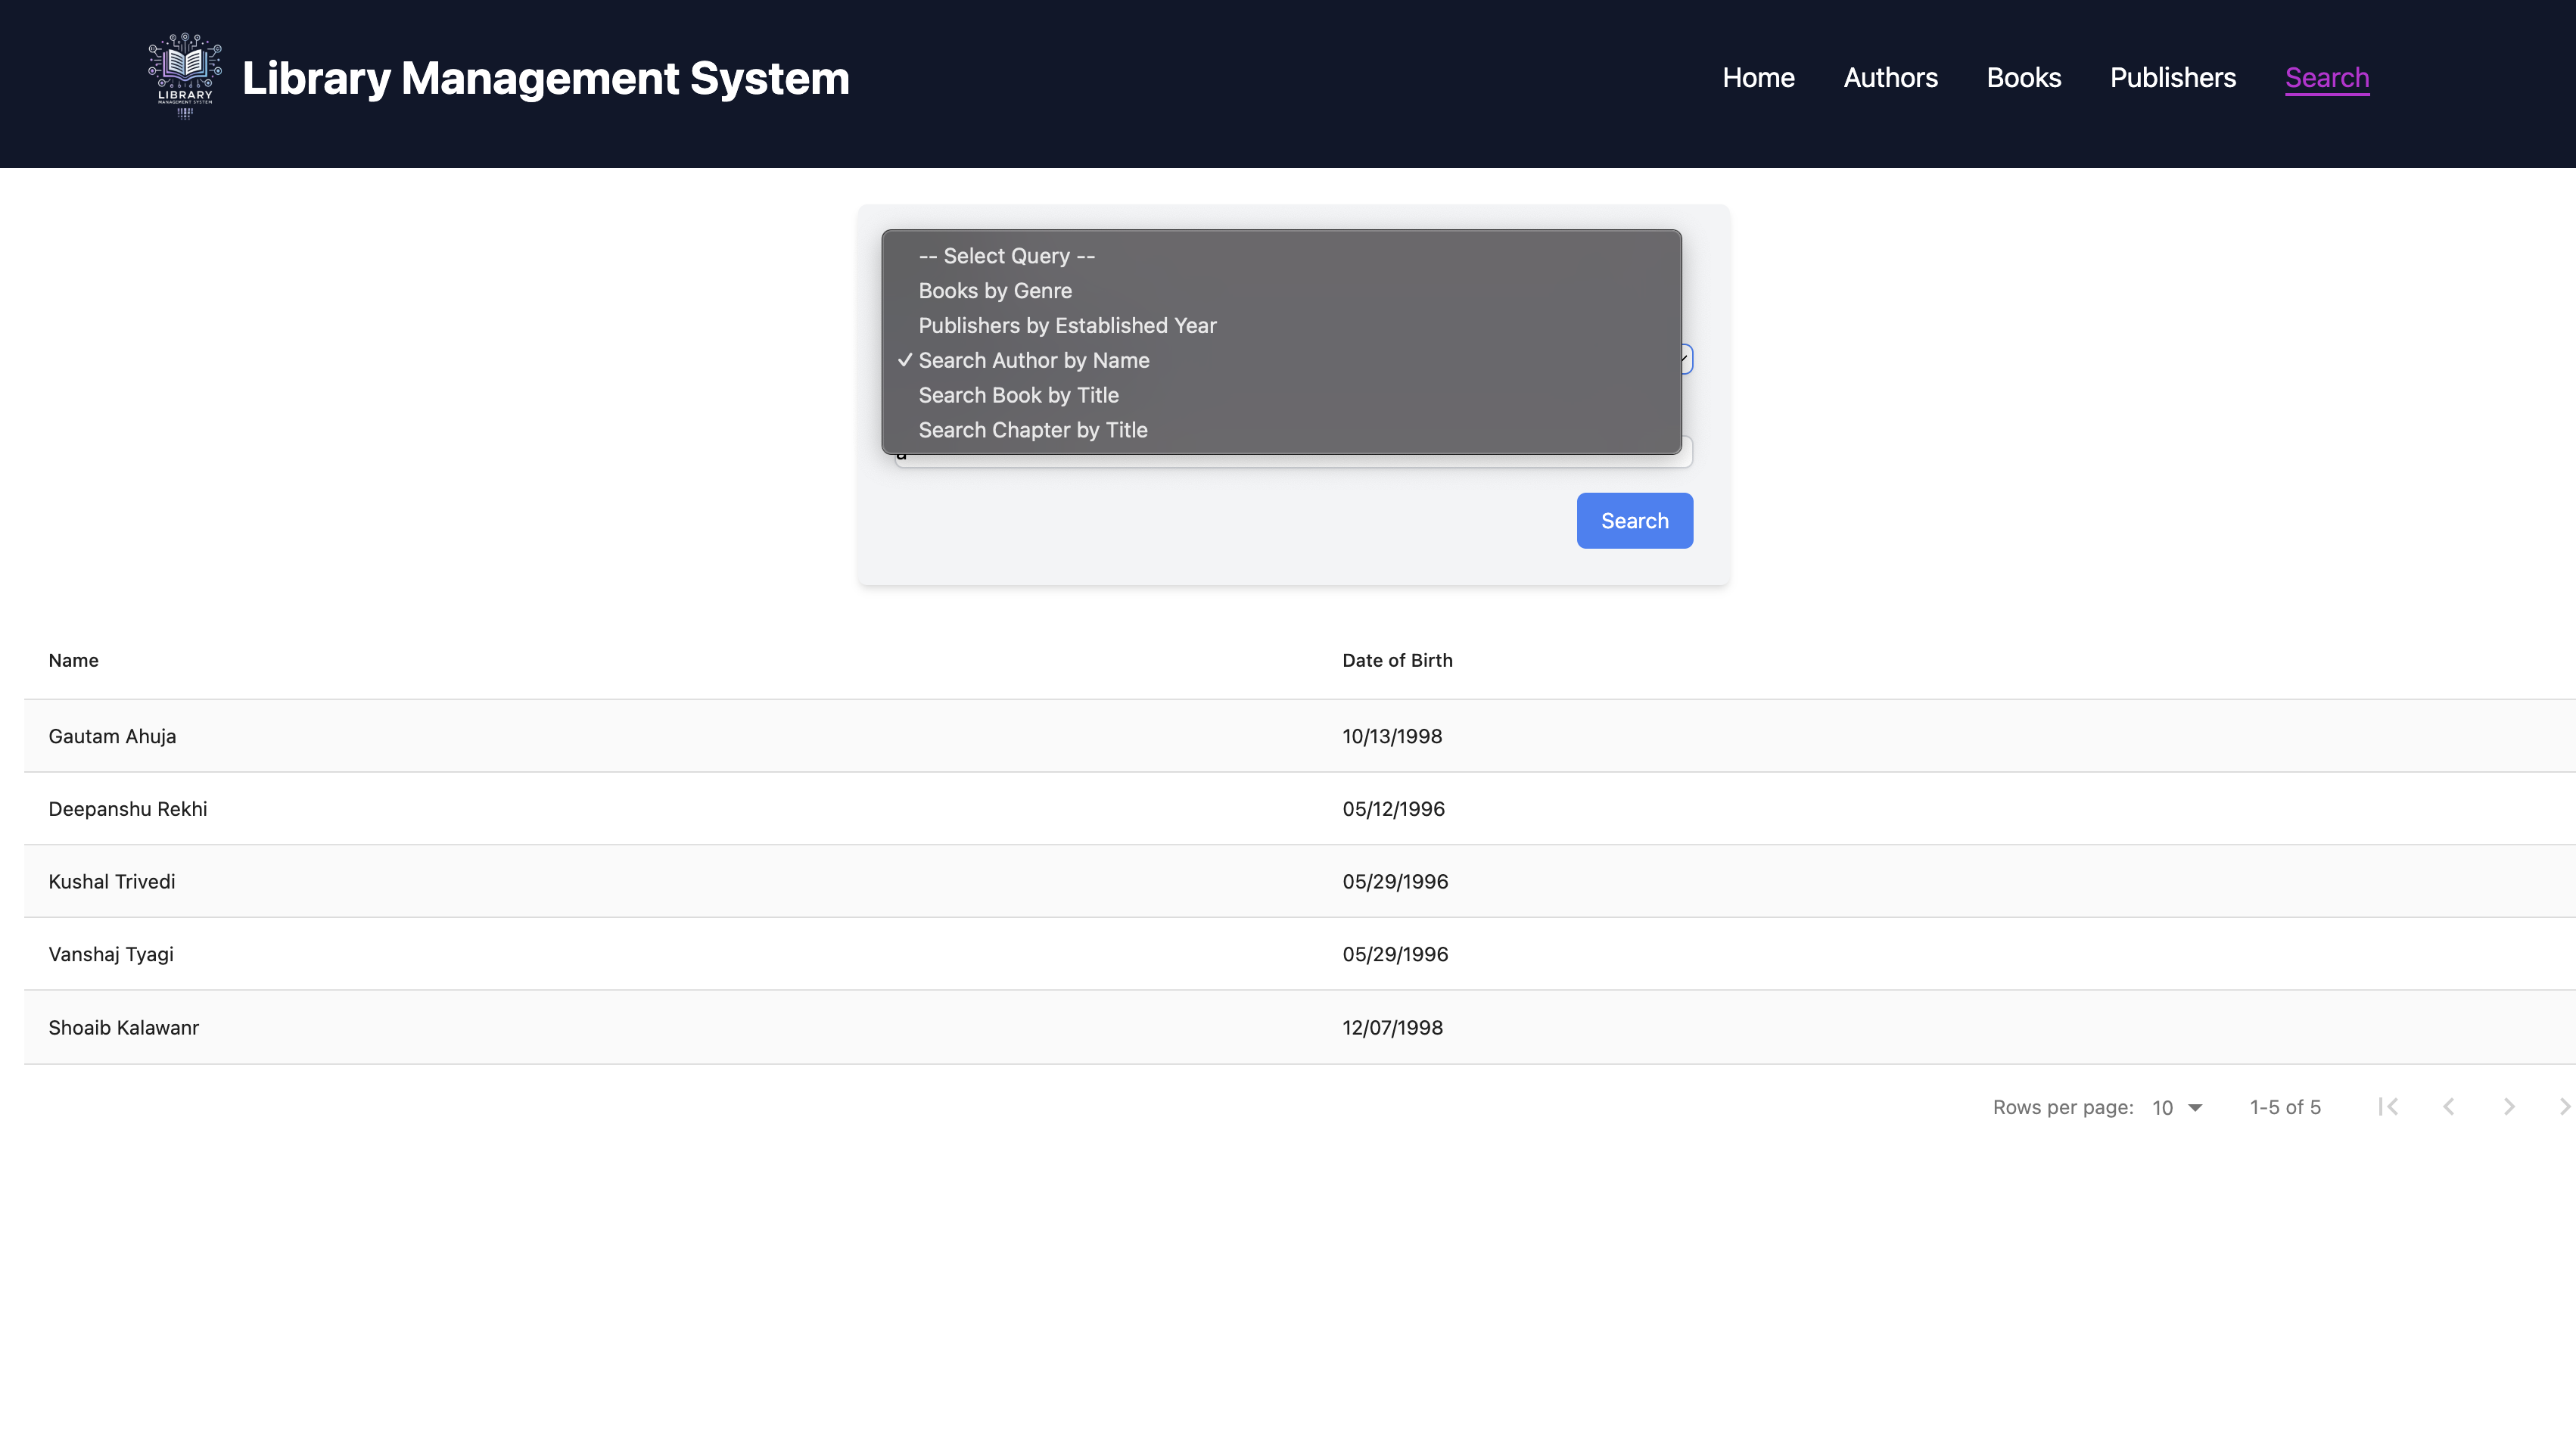 LIBRARY
MANAGEMENT SYSTEM
Library Management System
Home Authors Books Publishers Search
-- Select Query --
Books by Genre
Publishers by Established Year
✓ Search Author by Name
Search Book by Title
Search Chapter by Title
Search
Name Date of Birth
Gautam Ahuja 10/13/1998
Deepanshu Rekhi 05/12/1996
Kushal Trivedi 05/29/1996
Vanshaj Tyagi 05/29/1996
Shoaib Kalawanr 12/07/1998
Rows per page: 10 1-5 of 5